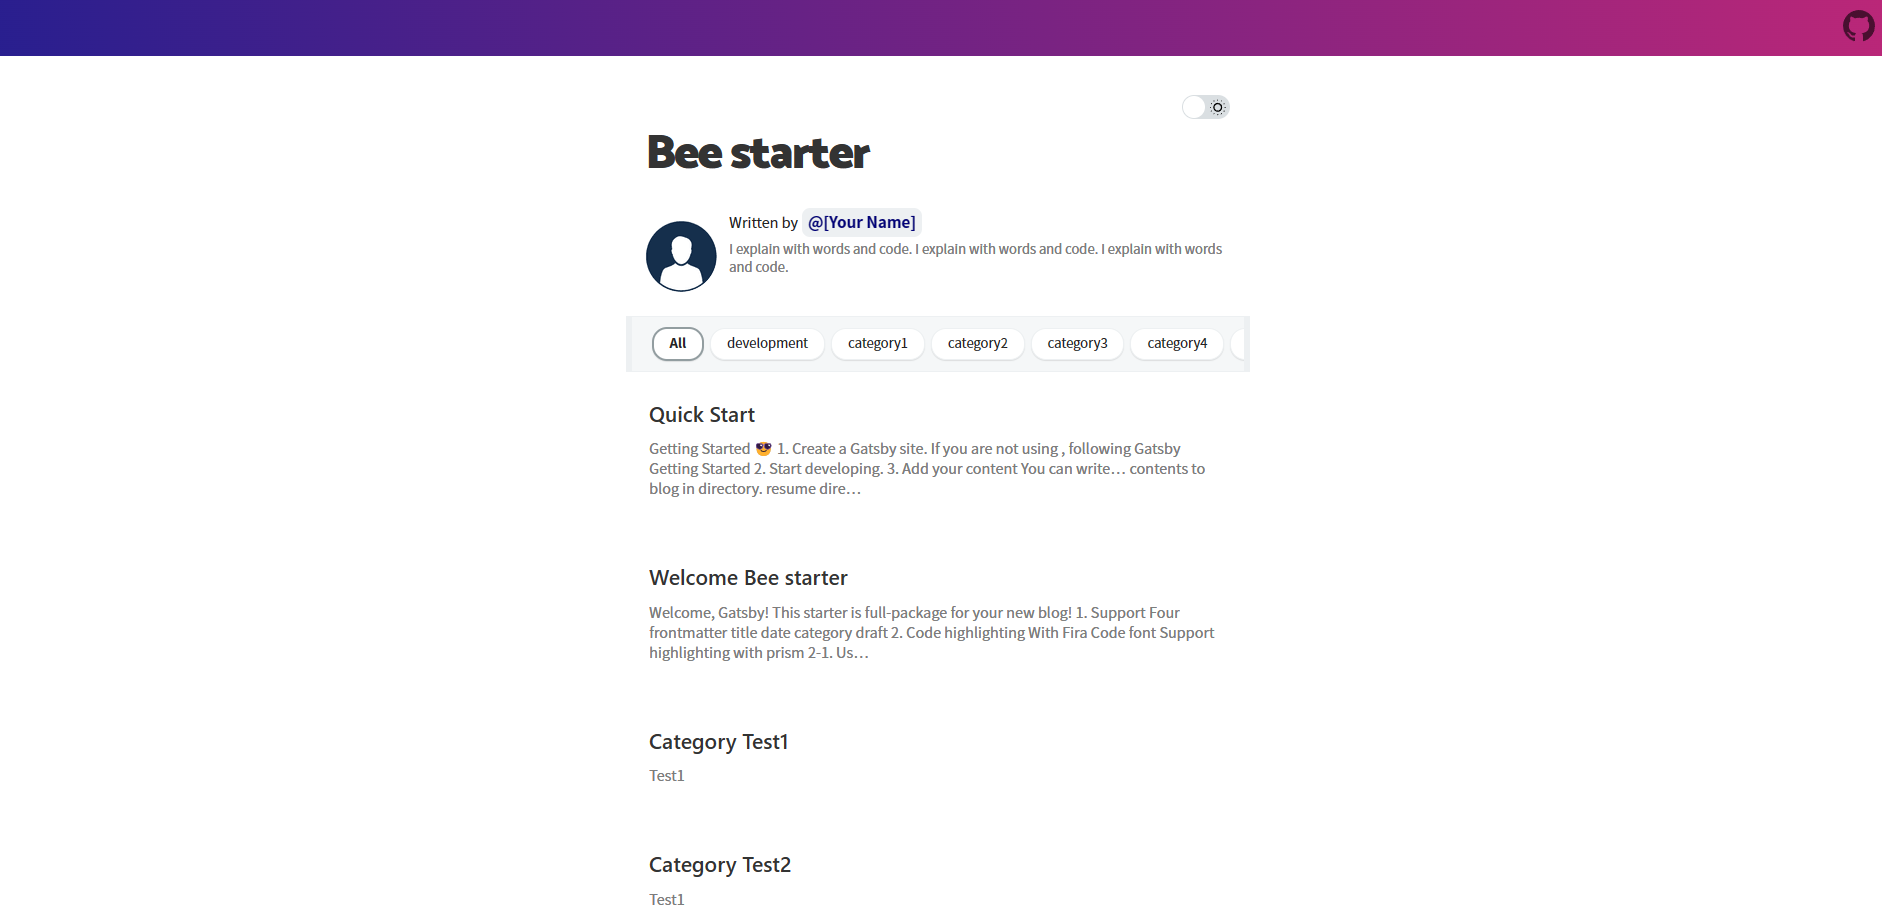 Bee starter
Written by @[Your Name]
I explain with words and code. I explain with words and code. I explain with words
and code.
All development category1 category2 category3 category4
Quick Start
Getting Started 😎 1. Create a Gatsby site. If you are not using , following Gatsby
Getting Started 2. Start developing. 3. Add your content You can write… contents to
blog in directory. resume dire…
Welcome Bee starter
Welcome, Gatsby! This starter is full-package for your new blog! 1. Support Four
frontmatter title date category draft 2. Code highlighting With Fira Code font Support
highlighting with prism 2-1. Us…
Category Test1
Test1
Category Test2
Test1